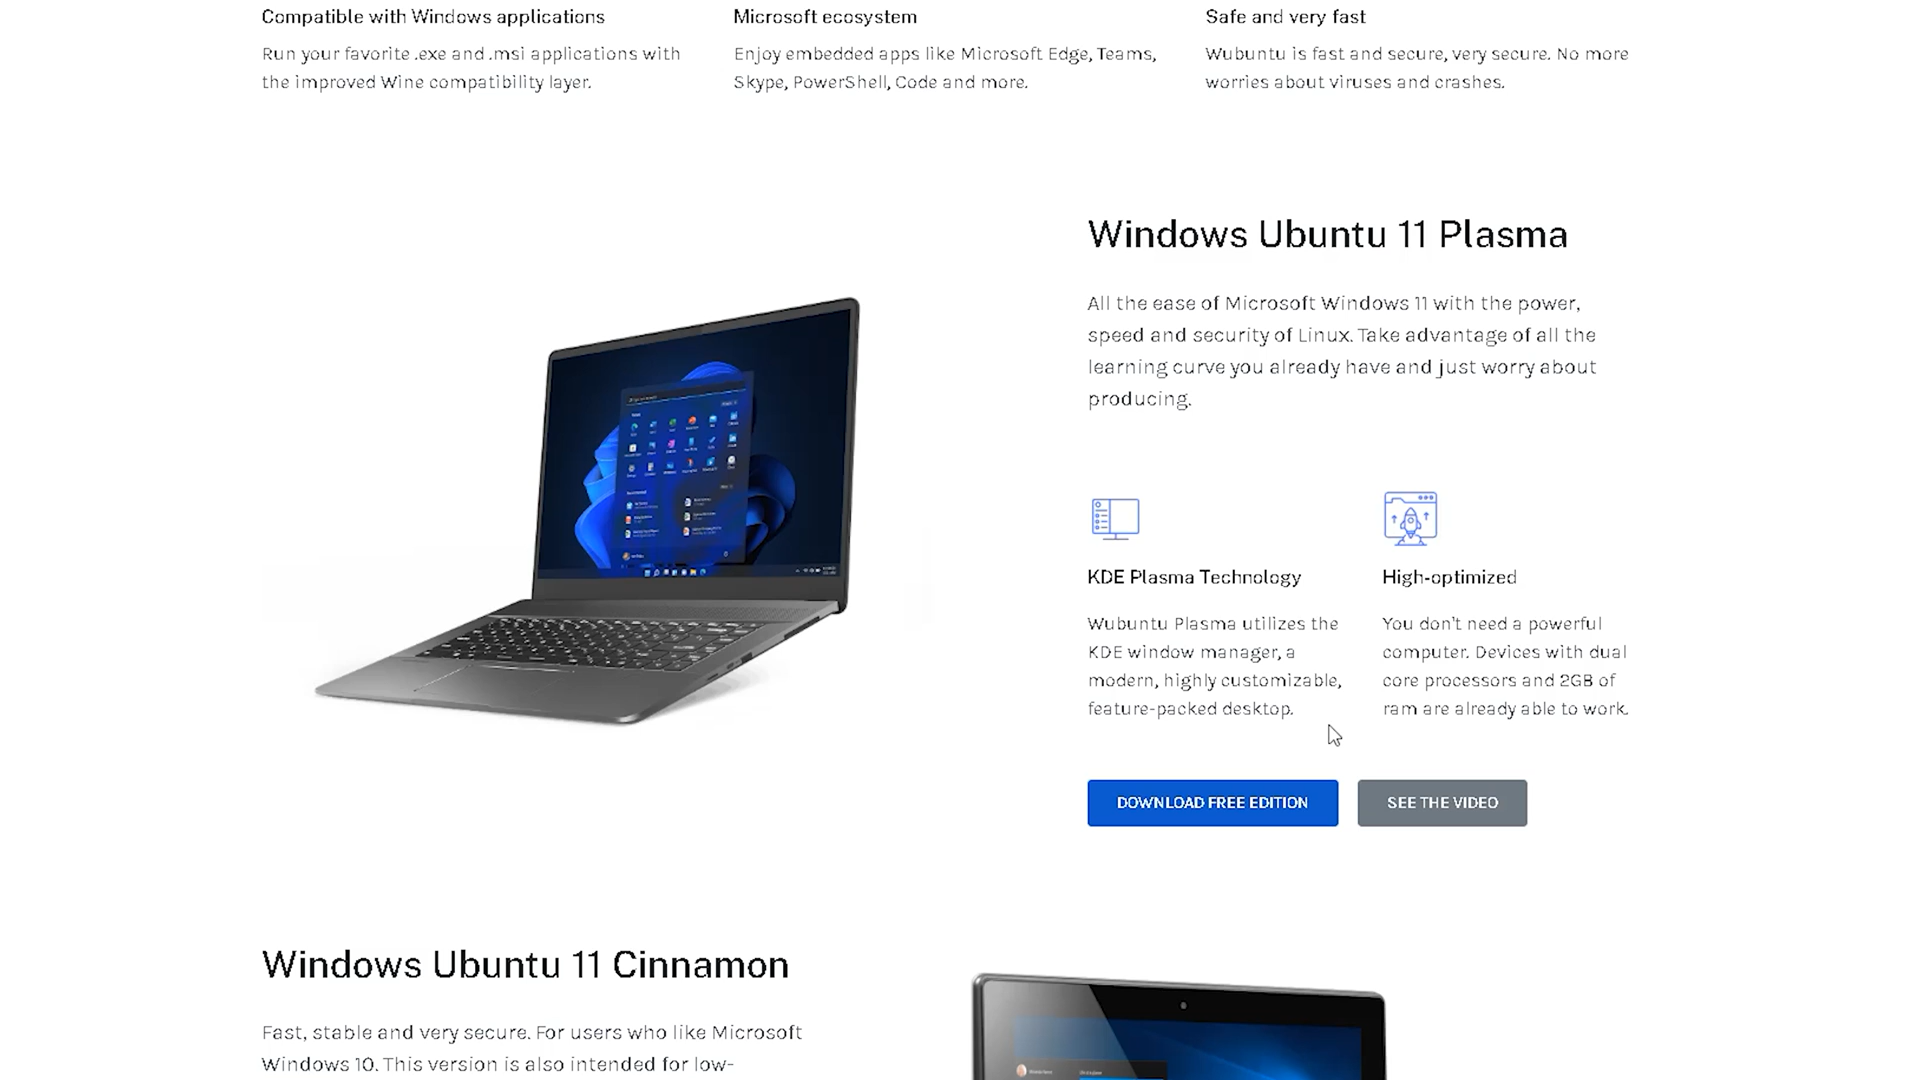 Compatible with Windows applications
Run your favorite .exe and .msi applications with
the improved Wine compatibility layer.
Microsoft ecosystem
Enjoy embedded apps like Microsoft Edge, Teams,
Skype, PowerShell, Code and more.
Safe and very fast
Wubuntu is fast and secure, very secure. No more
worries about viruses and crashes.
Windows Ubuntu 11 Plasma
All the ease of Microsoft Windows 11 with the power,
speed and security of Linux. Take advantage of all the
learning curve you already have and just worry about
producing.
KDE Plasma Technology
Wubuntu Plasma utilizes the
KDE window manager, a
modern, highly customizable,
feature-packed desktop.
High-optimized
You don't need a powerful
computer. Devices with dual
core processors and 2GB of
ram are already able to work.
DOWNLOAD FREE EDITION
SEE THE VIDEO
Windows Ubuntu 11 Cinnamon
Fast, stable and very secure. For users who like Microsoft
Windows 10. This version is also intended for low-